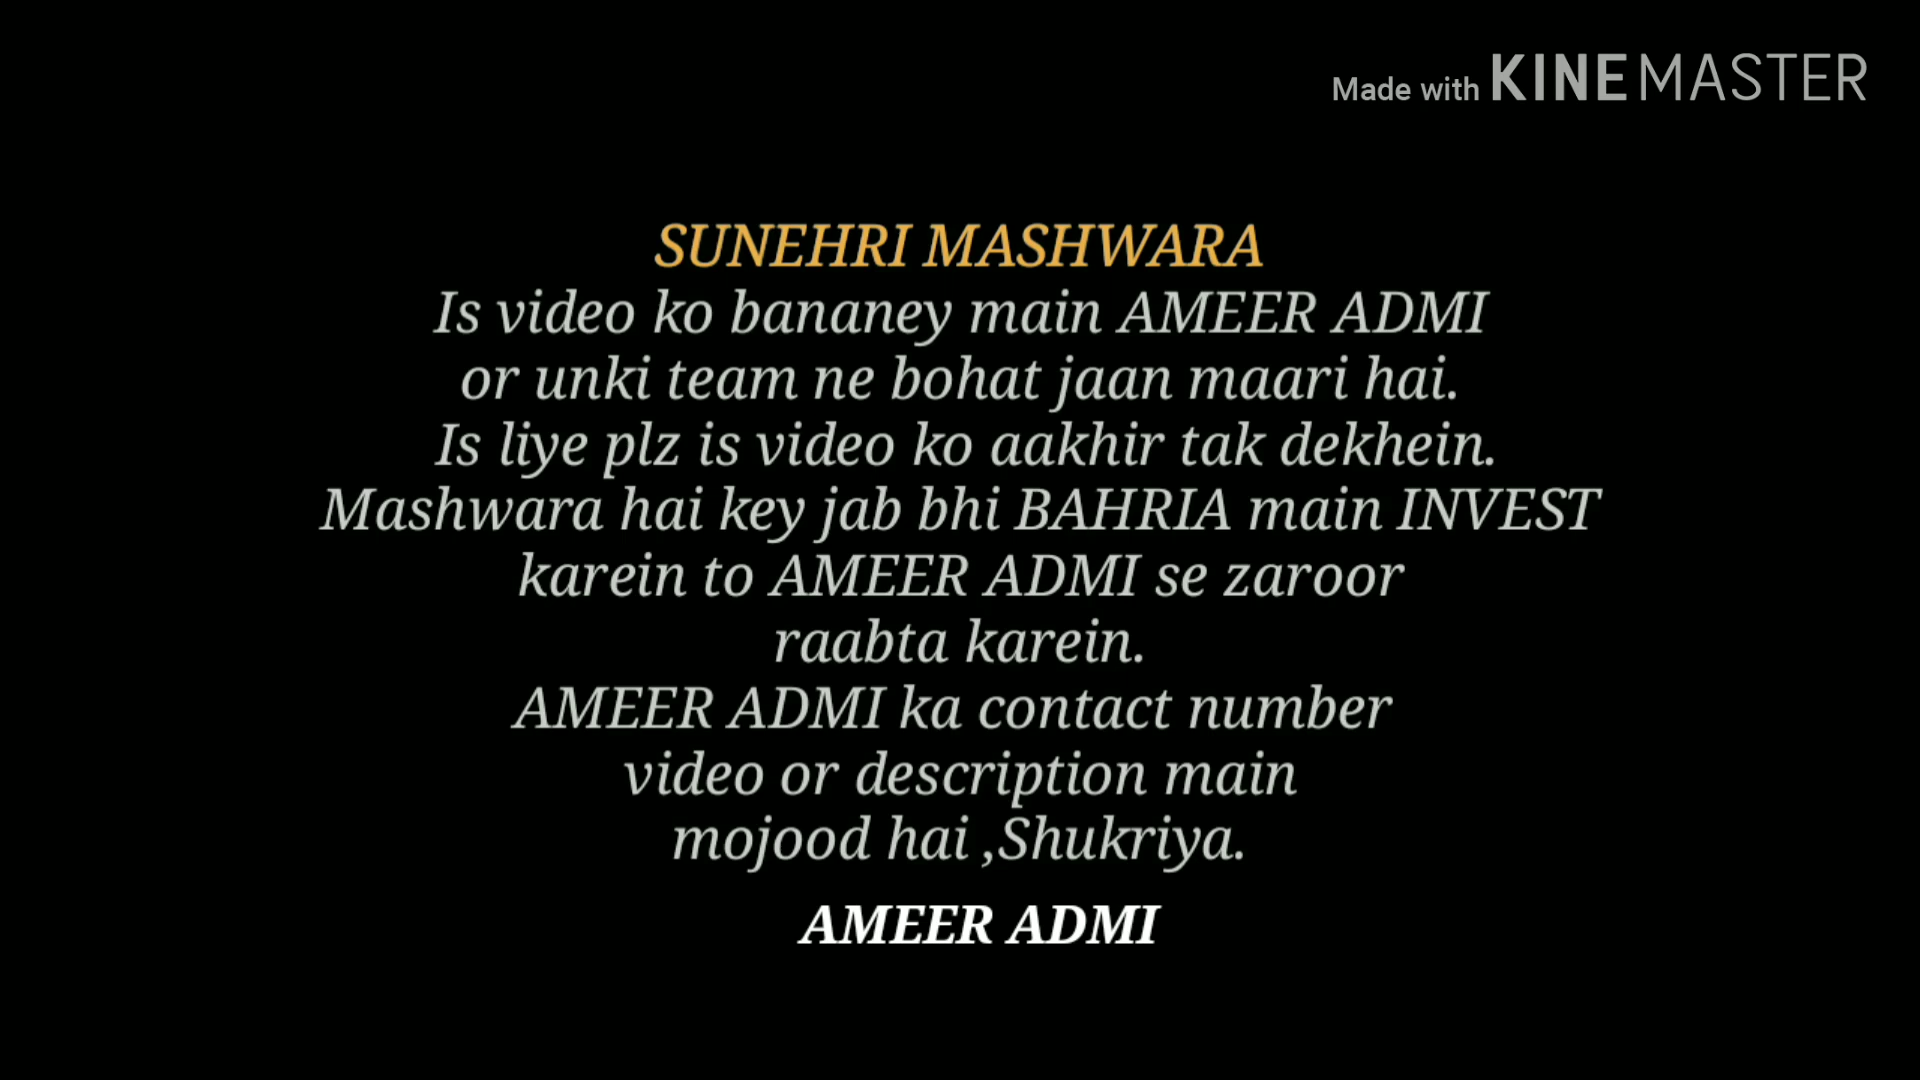 Made with KINEMASTER
SUNEHRI MASHWARA
Is video ko bananey main AMEER ADMI
or unki team ne bohat jaan maari hai.
Is liye plz is video ko aakhir tak dekhein.
Mashwara hai key jab bhi BAHRIA main INVEST
karein to AMEER ADMI se zaroor
raabta karein.
AMEER ADMI ka contact number
video or description main
mojood hai ,Shukriya.
AMEER ADMI